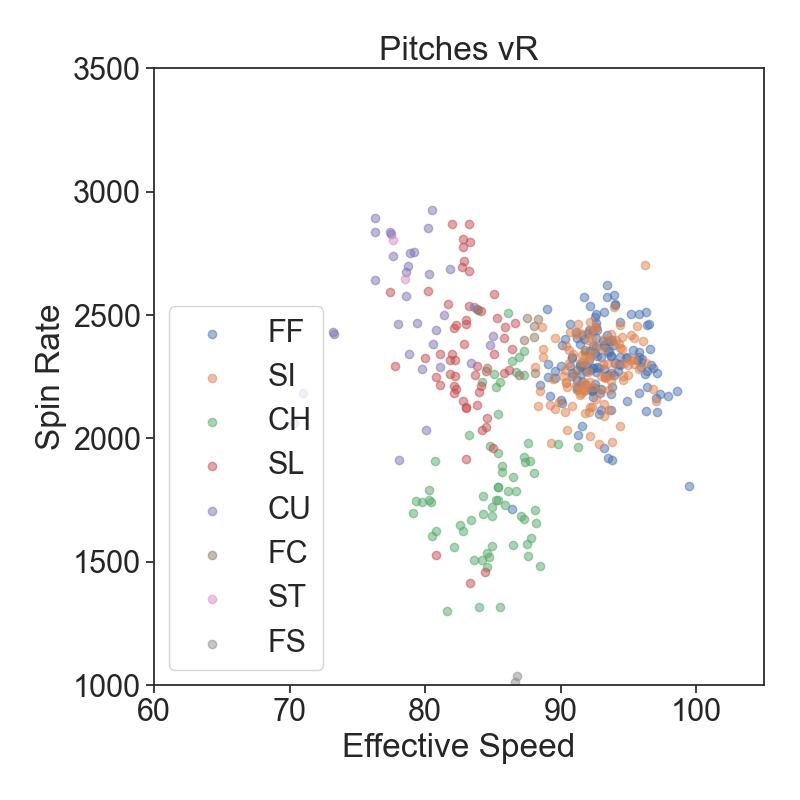 Pitches vR
3500
3000
2500
2000
1500
1000
Spin Rate
FF
SI
CH
SL
CU
FC
ST
FS
60
70
80
90
100
Effective Speed